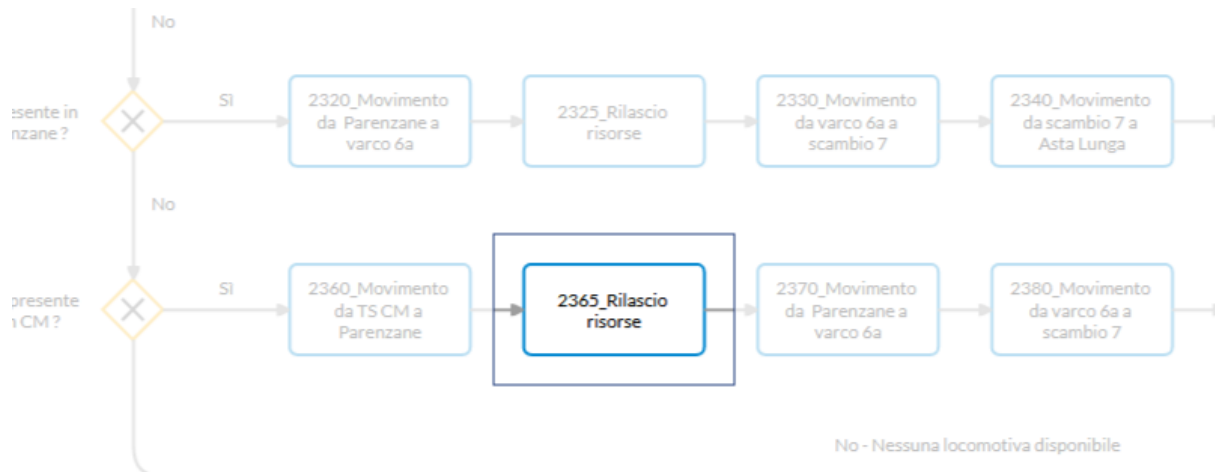 No
esente in
nzane ?
Sì
2320_Movimento
da Parenzane a
varco 6a
2325_Rilascio
risorse
2330_Movimento
da varco 6a a
scambio 7
2340_Movimento
da scambio 7 a
Asta Lunga
No
presente
CM ?
Sì
2360_Movimento
da TS CM a
Parenzane
2365_Rilascio
risorse
2370_Movimento
da Parenzane a
varco 6a
2380_Movimento
da varco 6a a
scambio 7
No - Nessuna locomotiva disponibile